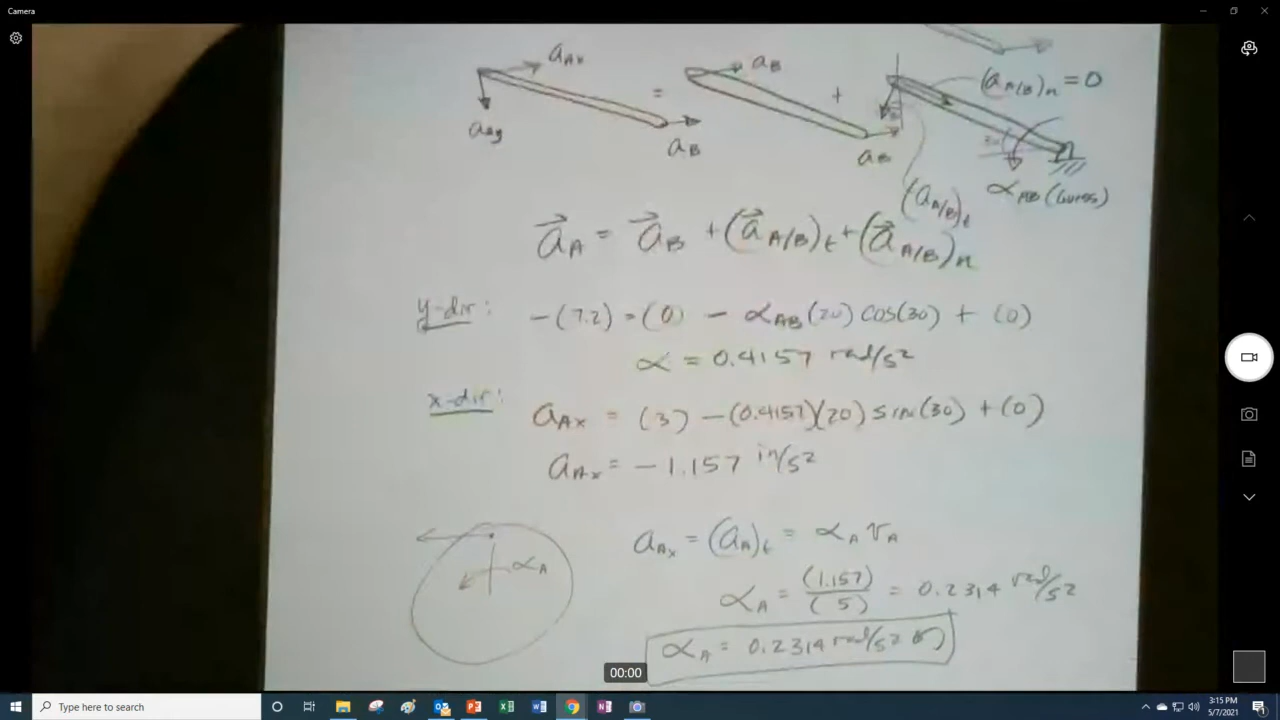 Camera
a_Ax
a_Ay
a_B
=
a_B
a_B
+
(a_A/B)_n = 0
30
α_AB (GUESS)
(a_A/B)_t
a⃗_A = a⃗_B + (a⃗_A/B)_t + (a⃗_A/B)_n
y-dir: -(7.2) = (0) - α_AB (20) cos(30) + (0)
α = 0.4157 rad/s²
x-dir: a_Ax = (3) - (0.4157)(20) sin(30) + (0)
a_Ax = -1.157 in/s²
a_Ax = (a_A)_t = α_A r_A
α_A
α_A = (1.157)/(5) = 0.2314 rad/s²
α_A = 0.2314 rad/s²
00:00
Type here to search
3:15 PM
5/7/2021